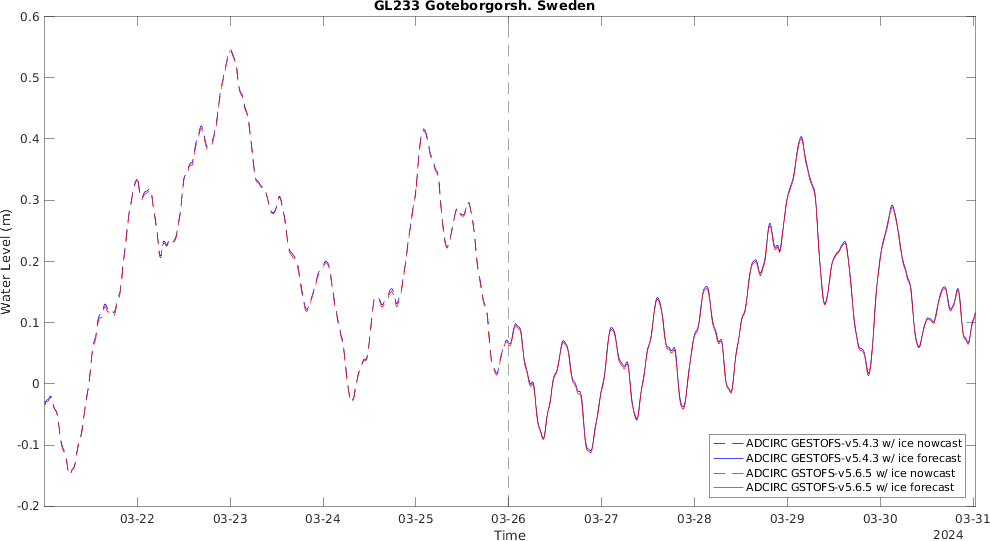 GL233 Goteborgorsh. Sweden
0.6
0.5
0.4
0.3
0.2
0.1
0
-0.1
-0.2
Water Level (m)
ADCIRC GESTOFS-v5.4.3 w/ ice nowcast
ADCIRC GESTOFS-v5.4.3 w/ ice forecast
ADCIRC GSTOFS-v5.6.5 w/ ice nowcast
ADCIRC GSTOFS-v5.6.5 w/ ice forecast
03-22 03-23 03-24 03-25 03-26 03-27 03-28 03-29 03-30 03-31
Time
2024